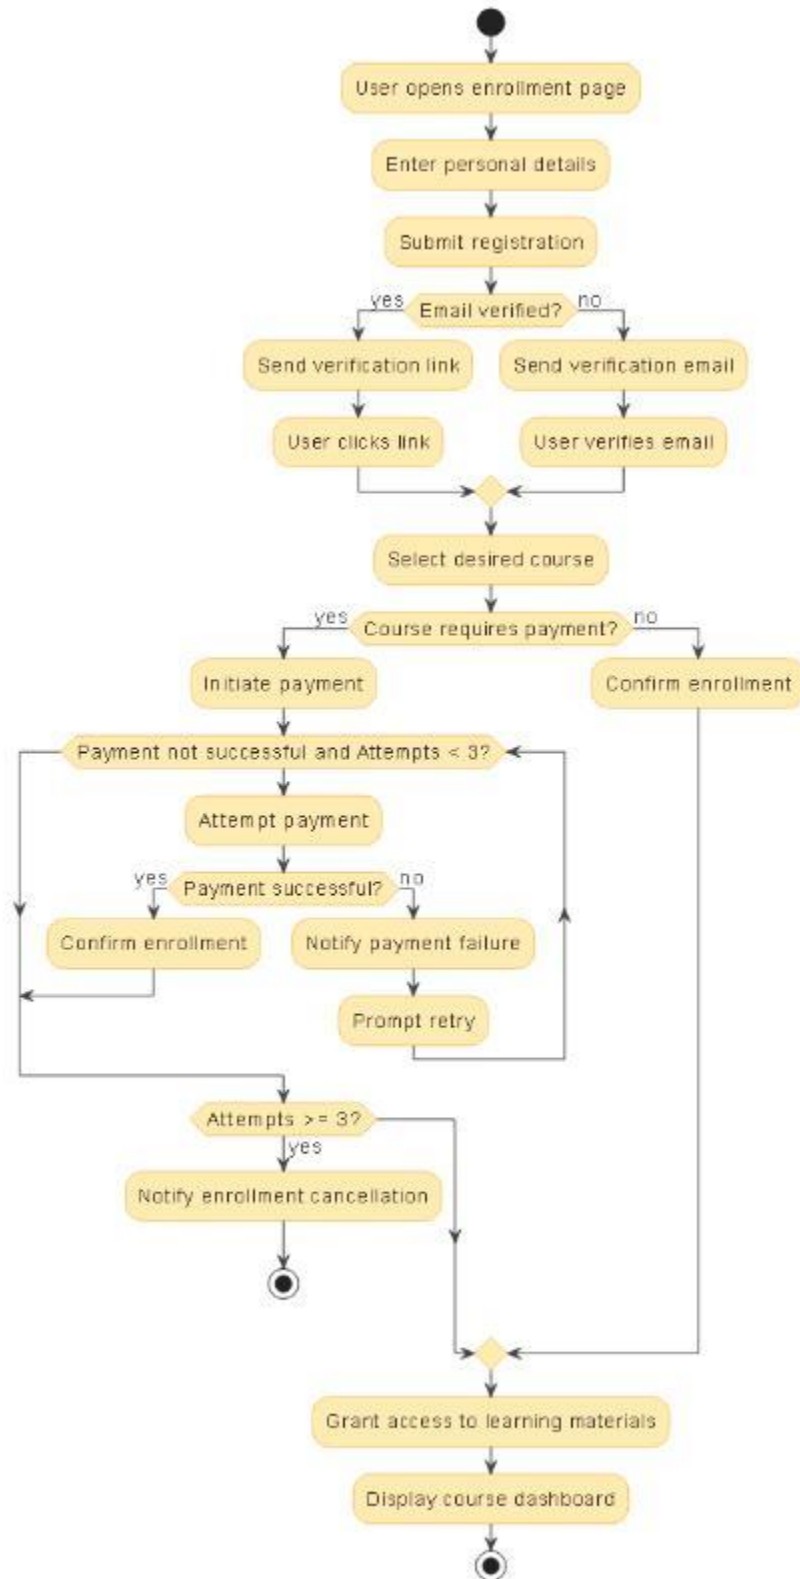 User opens enrollment page
Enter personal details
Submit registration
yes
Email verified?
no
Send verification link
Send verification email
User clicks link
User verifies email
Select desired course
yes
Course requires payment?
no
Initiate payment
Confirm enrollment
Payment not successful and Attempts < 3?
Attempt payment
yes
Payment successful?
no
Confirm enrollment
Notify payment failure
Prompt retry
Attempts >= 3?
yes
Notify enrollment cancellation
Grant access to learning materials
Display course dashboard